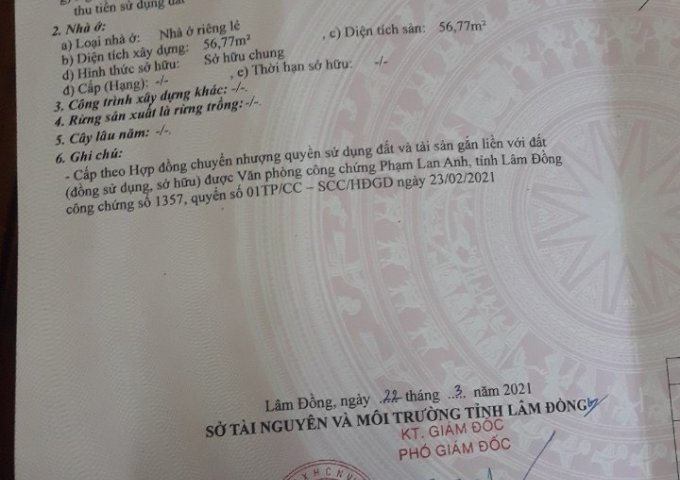 thu tiền sử dụng đất
2. Nhà ở:
a) Loại nhà ở: Nhà ở riêng lẻ
b) Diện tích xây dựng: 56,77m² , c) Diện tích sàn: 56,77m²
d) Hình thức sở hữu: Sở hữu chung
đ) Cấp (Hạng): -/- , e) Thời hạn sở hữu: -/-
3. Công trình xây dựng khác: -/-.
4. Rừng sản xuất là rừng trồng: -/-.
5. Cây lâu năm: -/-.
6. Ghi chú:
- Cấp theo Hợp đồng chuyển nhượng quyền sử dụng đất và tài sản gắn liền với đất
(đồng sử dụng, sở hữu) được Văn phòng công chứng Phạm Lan Anh, tỉnh Lâm Đồng
công chứng số 1357, quyển số 01TP/CC – SCC/HĐGD ngày 23/02/2021
Lâm Đồng, ngày .22 tháng ..3. năm 2021
SỞ TÀI NGUYÊN VÀ MÔI TRƯỜNG TỈNH LÂM ĐỒNG
KT. GIÁM ĐỐC
PHÓ GIÁM ĐỐC